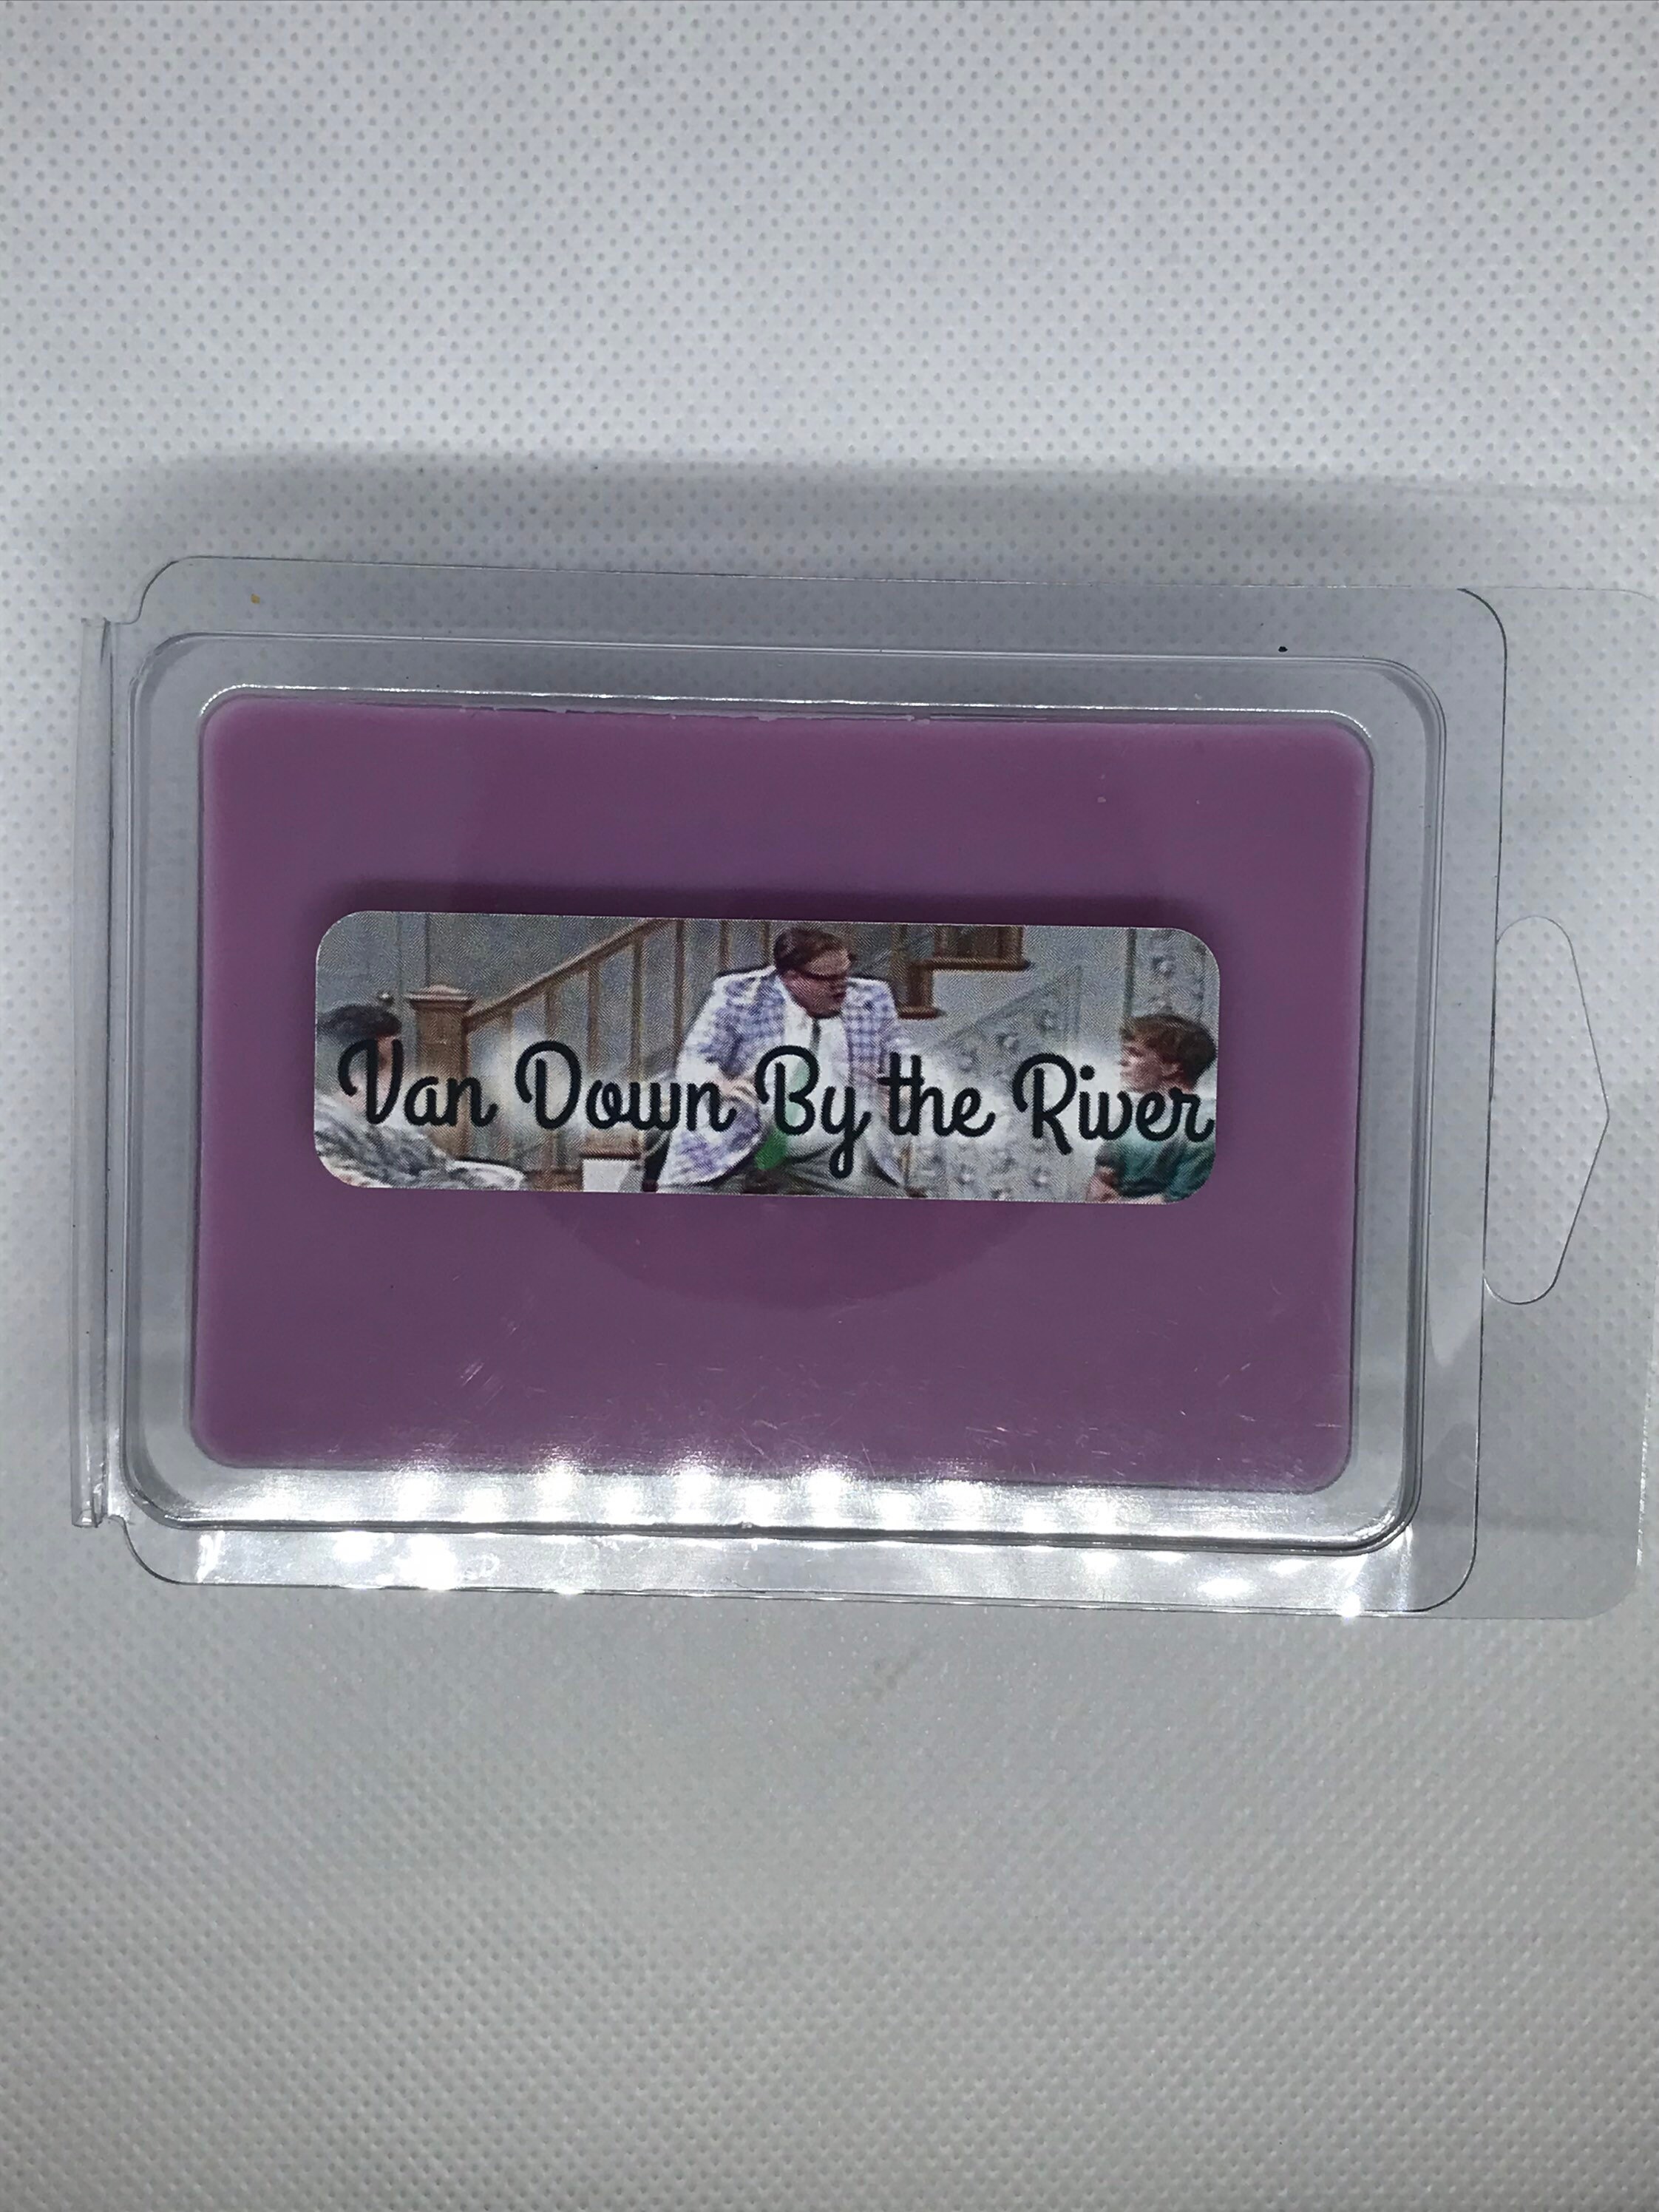 Van Down By the River